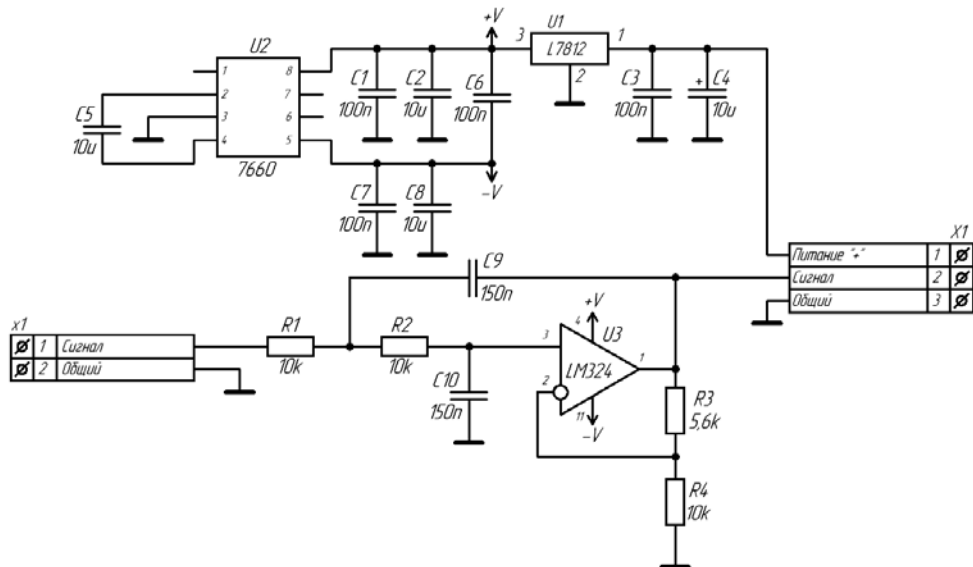 +V
U1
3
L7812
1
2
U2
1
2
3
4
8
7
6
5
7660
C5
10u
C1
100n
C2
10u
C6
100n
C3
100n
+
C4
10u
-V
C7
100n
C8
10u
X1
Питание "+"
1
Сигнал
2
Общий
3
C9
150n
x1
1
Сигнал
2
Общий
R1
10k
R2
10k
C10
150n
+V
4
U3
3
LM324
1
2
11
-V
R3
5,6k
R4
10k